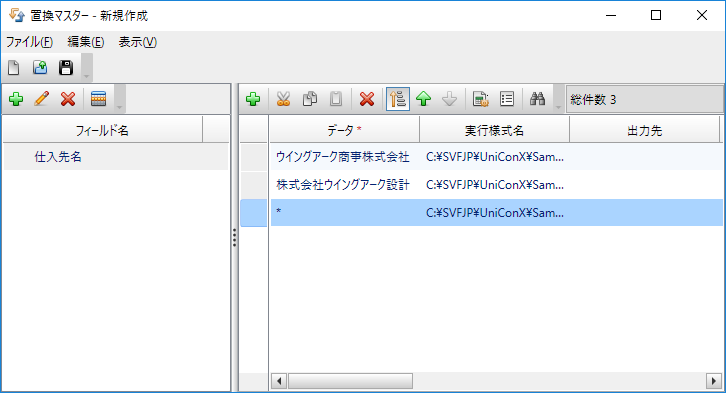 置換マスター - 新規作成
ファイル(F) 編集(E) 表示(V)
総件数 3
フィールド名
データ * 実行様式名 出力先
仕入先名
ウイングアーク商事株式会社 C:¥SVFJP¥UniConX¥Sam...
株式会社ウイングアーク設計 C:¥SVFJP¥UniConX¥Sam...
* C:¥SVFJP¥UniConX¥Sam...